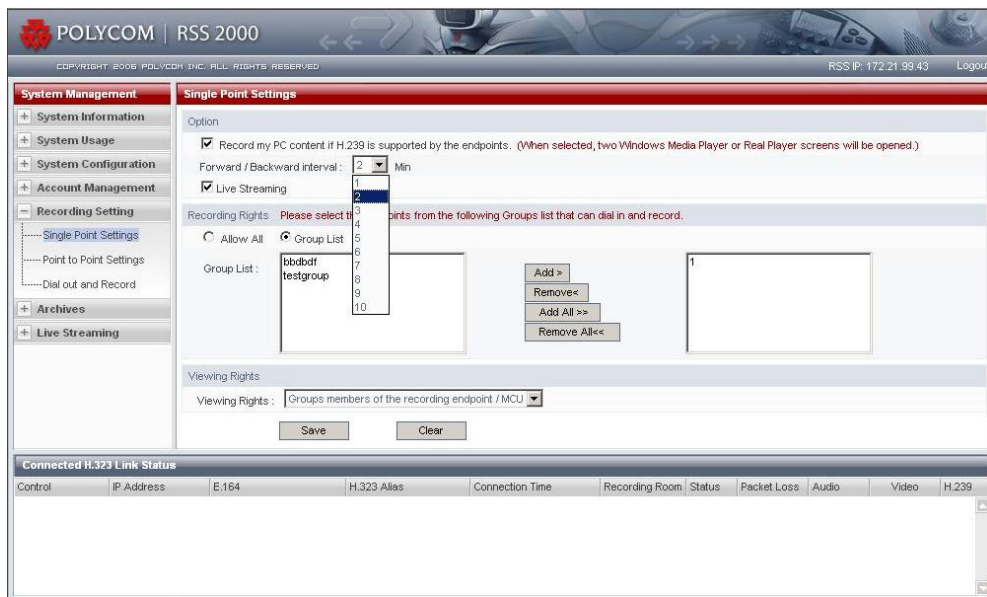 POLYCOM | RSS 2000
COPYRIGHT 2006 POLYCOM INC. ALL RIGHTS RESERVED
RSS IP: 172.21.99.43 Logou
System Management
+ System Information
+ System Usage
+ System Configuration
+ Account Management
- Recording Setting
Single Point Settings
Point to Point Settings
Dial out and Record
+ Archives
+ Live Streaming
Single Point Settings
Option
Record my PC content if H.239 is supported by the endpoints. (When selected, two Windows Media Player or Real Player screens will be opened.)
Forward / Backward interval : 2 Min
1
2
3
4
5
6
7
8
9
10
Live Streaming
Recording Rights Please select th points from the following Groups list that can dial in and record.
Allow All Group List
Group List :
bbdbdf
testgroup
Add >
Remove<
Add All >>
Remove All<<
1
Viewing Rights
Viewing Rights : Groups members of the recording endpoint / MCU
Save Clear
Connected H.323 Link Status
Control IP Address E.164 H.323 Alias Connection Time Recording Room Status Packet Loss Audio Video H.239